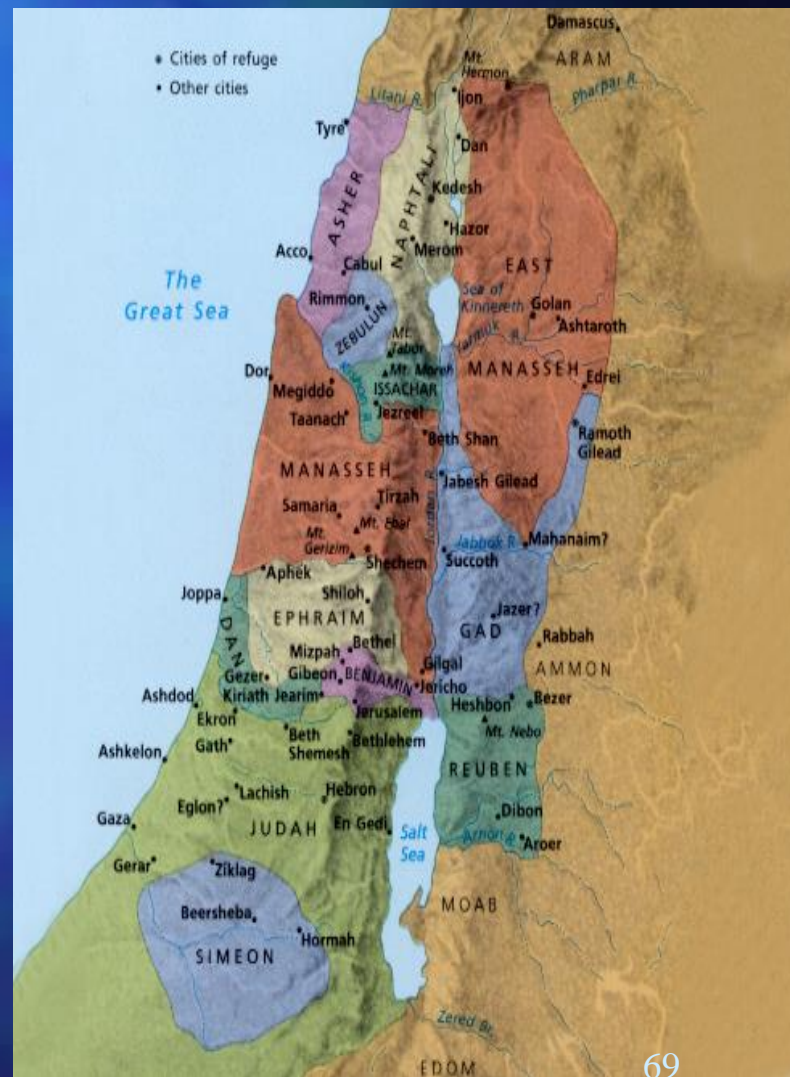 Damascus
• Cities of refuge
• Other cities
ARAM
Mt.
Hermon
Ijon
Litani R.
Pharpar R.
Tyre
Dan
ASHER
NAPHTALI
Kedesh
Hazor
Merom
Acco
Cabul
EAST
The
Great Sea
Sea of
Kinnereth
Rimmon
Golan
Ashtaroth
ZEBULUN
Mt.
Tabor
Yarmuk R.
Mt. Moreh
MANASSEH
Edrei
Dor
Megiddo
Kishon R.
ISSACHAR
Jezreel
Taanach
Beth Shan
Ramoth
Gilead
MANASSEH
Jabesh Gilead
Jordan R.
Tirzah
Samaria
Mt. Ebal
Mt.
Gerizim
Shechem
Jabbok R.
Mahanaim?
Succoth
Aphek
Joppa
Shiloh
EPHRAIM
DAN
Jazer?
GAD
Rabbah
AMMON
Bethel
Mizpah
Gibeon
BENJAMIN
Gilgal
Jericho
Gezer
Kiriath Jearim
Jerusalem
Heshbon
Bezer
Mt. Nebo
Ashdod
Ekron
Gath
Beth
Shemesh
Bethlehem
Ashkelon
REUBEN
Lachish
Hebron
Eglon?
Dibon
Gaza
JUDAH
En Gedi
Salt
Sea
Arnon R.
Aroer
Gerar
Ziklag
MOAB
Beersheba
Hormah
SIMEON
Zered Br.
EDOM
69